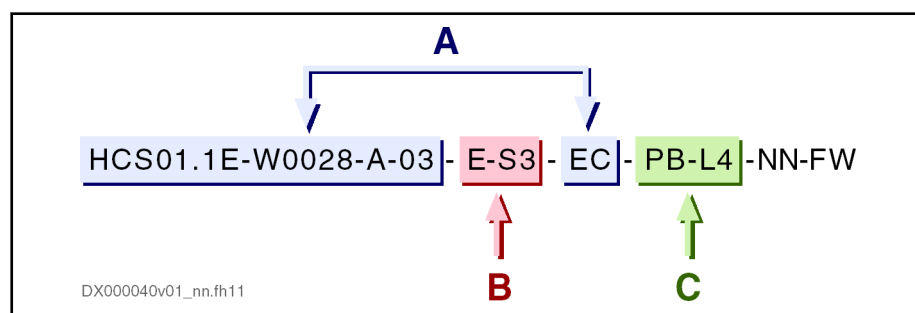 A
HCS01.1E-W0028-A-03-E-S3-EC-PB-L4-NN-FW
B C
DX000040v01_nn.fh11